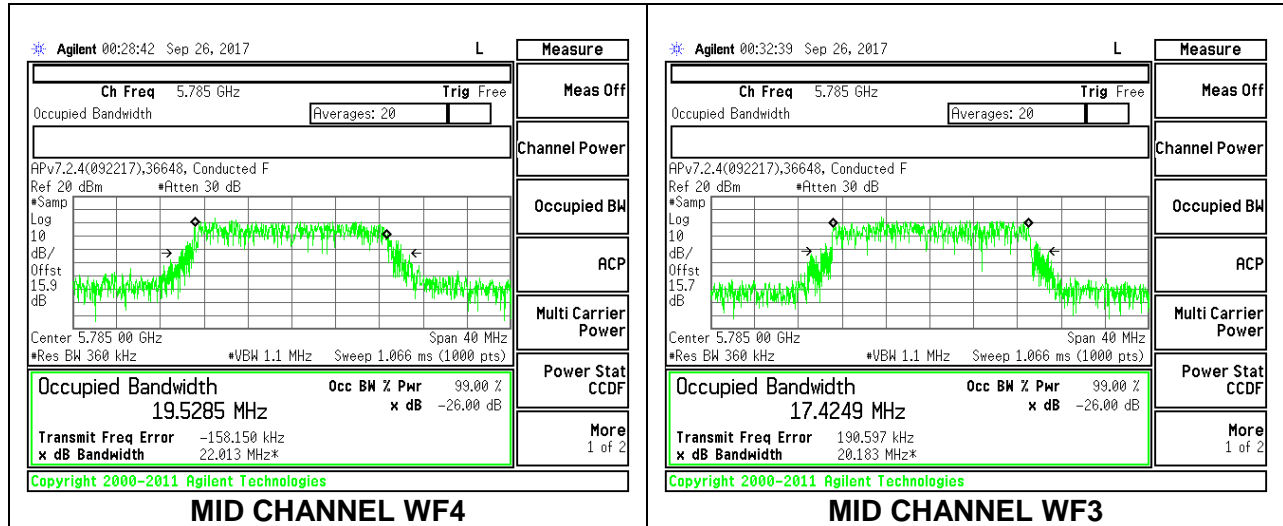 Agilent 00:28:42 Sep 26, 2017 L
Measure
Ch Freq 5.785 GHz Trig Free
Occupied Bandwidth Averages: 20
APv7.2.4(092217),36648, Conducted F
Ref 20 dBm #Atten 30 dB
#Samp
Log
10
dB/
Offst
15.9
dB
Center 5.785 00 GHz Span 40 MHz
#Res BW 360 kHz #VBW 1.1 MHz Sweep 1.066 ms (1000 pts)
Occupied Bandwidth Occ BW % Pwr 99.00 %
19.5285 MHz x dB -26.00 dB
Transmit Freq Error -158.150 kHz
x dB Bandwidth 22.013 MHz*
Copyright 2000-2011 Agilent Technologies
Meas Off
Channel Power
Occupied BW
ACP
Multi Carrier
Power
Power Stat
CCDF
More
1 of 2
MID CHANNEL WF4
Agilent 00:32:39 Sep 26, 2017 L
Measure
Ch Freq 5.785 GHz Trig Free
Occupied Bandwidth Averages: 20
APv7.2.4(092217),36648, Conducted F
Ref 20 dBm #Atten 30 dB
#Samp
Log
10
dB/
Offst
15.7
dB
Center 5.785 00 GHz Span 40 MHz
#Res BW 360 kHz #VBW 1.1 MHz Sweep 1.066 ms (1000 pts)
Occupied Bandwidth Occ BW % Pwr 99.00 %
17.4249 MHz x dB -26.00 dB
Transmit Freq Error 190.597 kHz
x dB Bandwidth 20.183 MHz*
Copyright 2000-2011 Agilent Technologies
Meas Off
Channel Power
Occupied BW
ACP
Multi Carrier
Power
Power Stat
CCDF
More
1 of 2
MID CHANNEL WF3